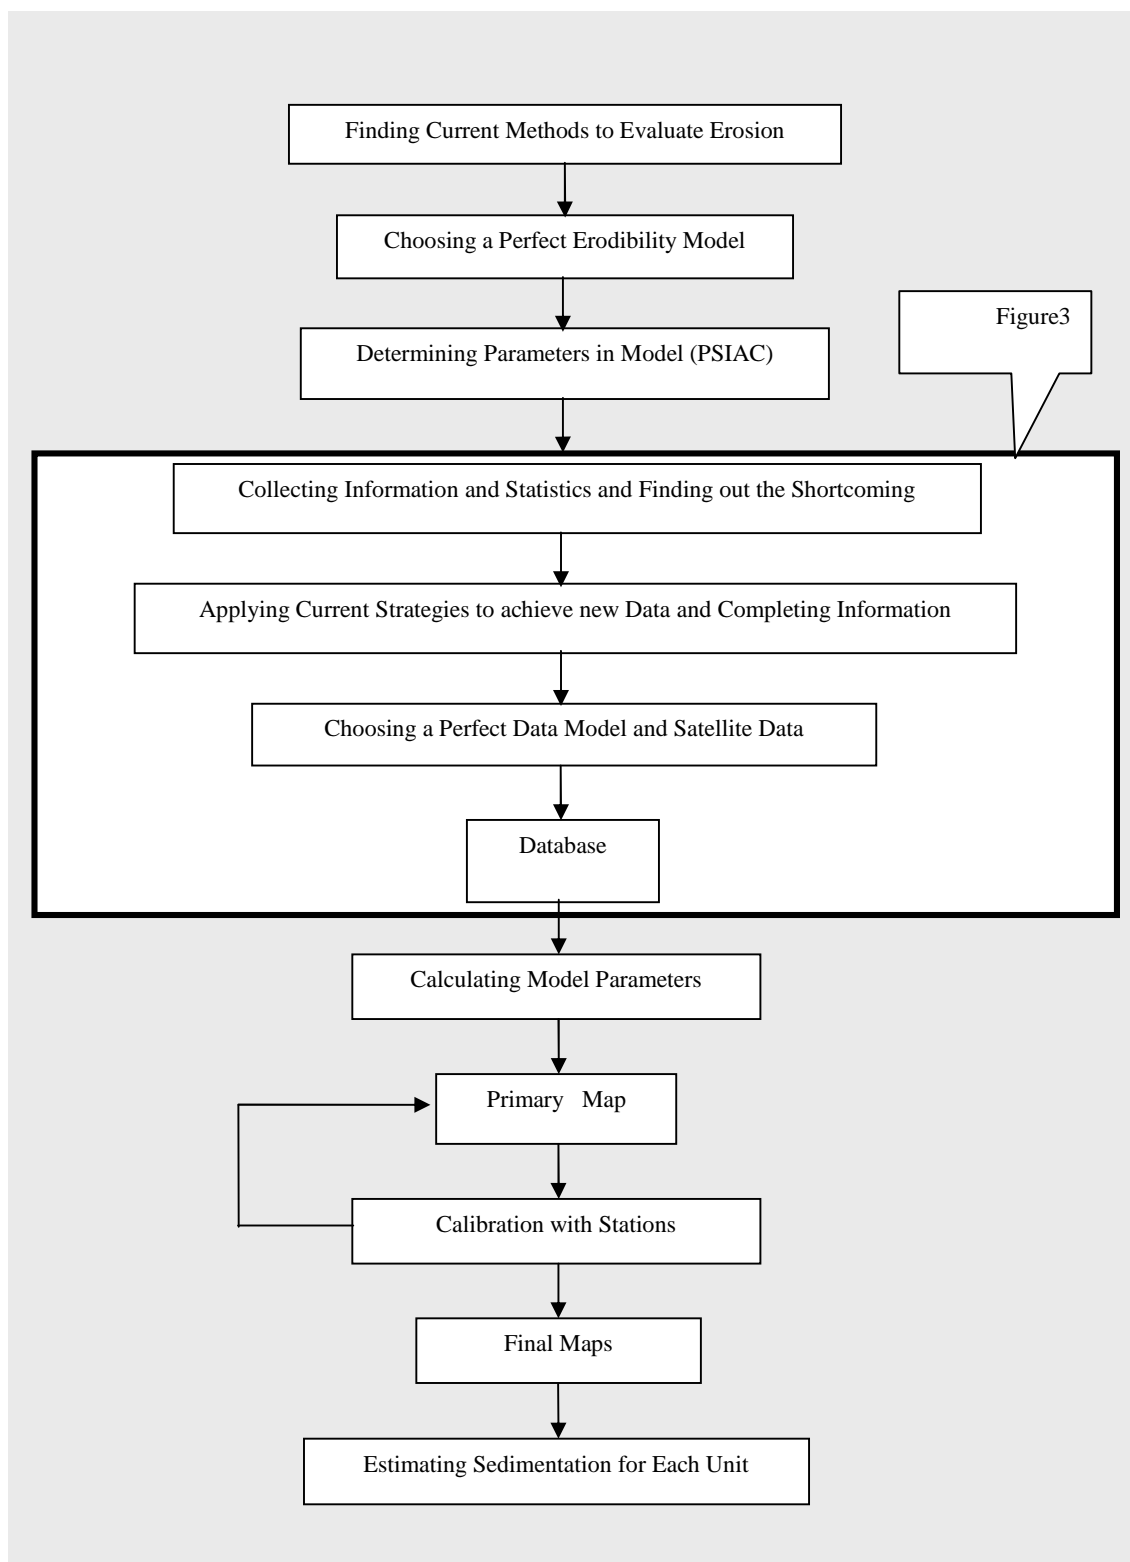 Finding Current Methods to Evaluate Erosion
Choosing a Perfect Erodibility Model
Figure3
Determining Parameters in Model (PSIAC)
Collecting Information and Statistics and Finding out the Shortcoming
Applying Current Strategies to achieve new Data and Completing Information
Choosing a Perfect Data Model and Satellite Data
Database
Calculating Model Parameters
Primary Map
Calibration with Stations
Final Maps
Estimating Sedimentation for Each Unit